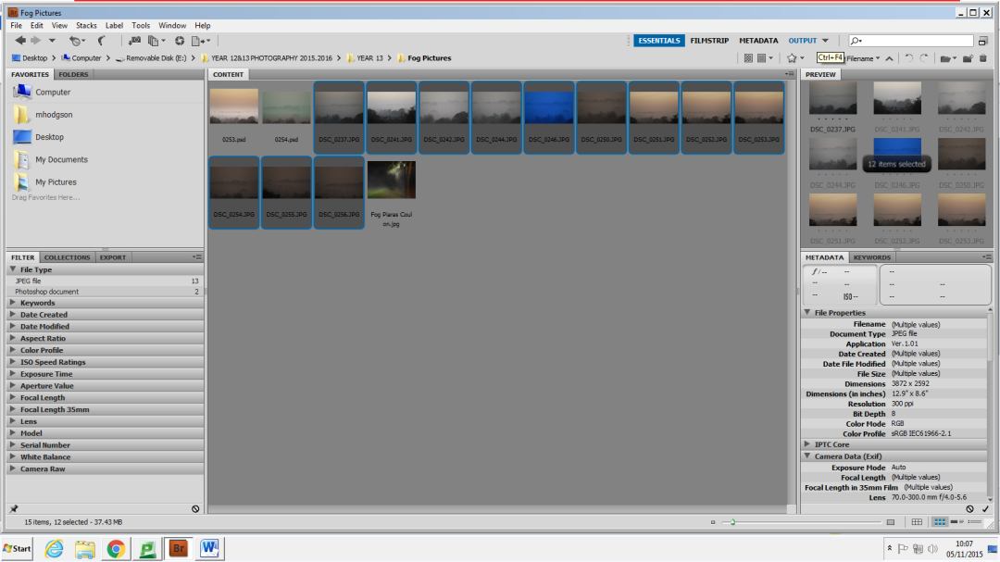 Br Fog Pictures
File Edit View Stacks Label Tools Window Help
ESSENTIALS FILMSTRIP METADATA OUTPUT
Desktop Computer Removable Disk (E:) YEAR 12&13 PHOTOGRAPHY 2015.2016 YEAR 13 Fog Pictures
Ctrl+F4 Filename
FAVORITES FOLDERS
Computer
mhodgson
Desktop
My Documents
My Pictures
Drag Favorites Here...
CONTENT
0253.psd 0254.psd DSC_0237.JPG DSC_0241.JPG DSC_0242.JPG DSC_0244.JPG DSC_0246.JPG DSC_0250.JPG DSC_0251.JPG DSC_0252.JPG DSC_0253.JPG
DSC_0254.JPG DSC_0255.JPG DSC_0256.JPG Fog Piaras Coul
on.jpg
PREVIEW
DSC_0237.JPG DSC_0241.JPG DSC_0242.JPG
12 items selected
DSC_0244.JPG DSC_0246.JPG DSC_0250.JPG
DSC_0251.JPG DSC_0252.JPG DSC_0253.JPG
FILTER COLLECTIONS EXPORT
File Type
JPEG file 13
Photoshop document 2
Keywords
Date Created
Date Modified
Aspect Ratio
Color Profile
ISO Speed Ratings
Exposure Time
Aperture Value
Focal Length
Focal Length 35mm
Lens
Model
Serial Number
White Balance
Camera Raw
METADATA KEYWORDS
f/-- -- --
-- -- -- --
-- ISO-- -- --
File Properties
Filename (Multiple values)
Document Type JPEG file
Application Ver.1.01
Date Created (Multiple values)
Date File Modified (Multiple values)
File Size (Multiple values)
Dimensions 3872 x 2592
Dimensions (in inches) 12.9" x 8.6"
Resolution 300 ppi
Bit Depth 8
Color Mode RGB
Color Profile sRGB IEC61966-2.1
IPTC Core
Camera Data (Exif)
Exposure Mode Auto
Focal Length (Multiple values)
Focal Length in 35mm Film (Multiple values)
Lens 70.0-300.0 mm f/4.0-5.6
15 items, 12 selected - 37.43 MB
Start Br W 10:07
05/11/2015